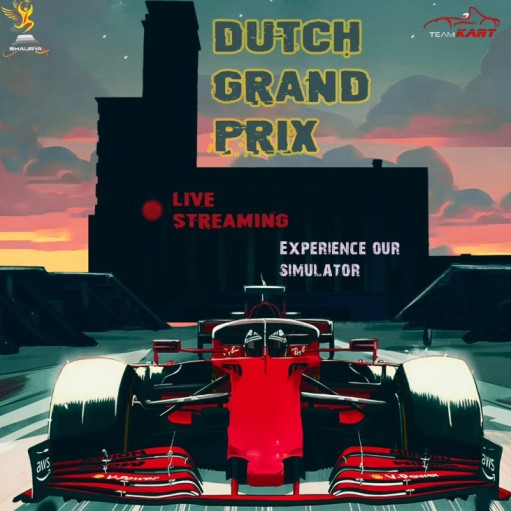 SHAURYA
TEAM KART
DUTCH
GRAND
PRIX
LIVE
STREAMING
EXPERIENCE OUR
SIMULATOR
aws
aws